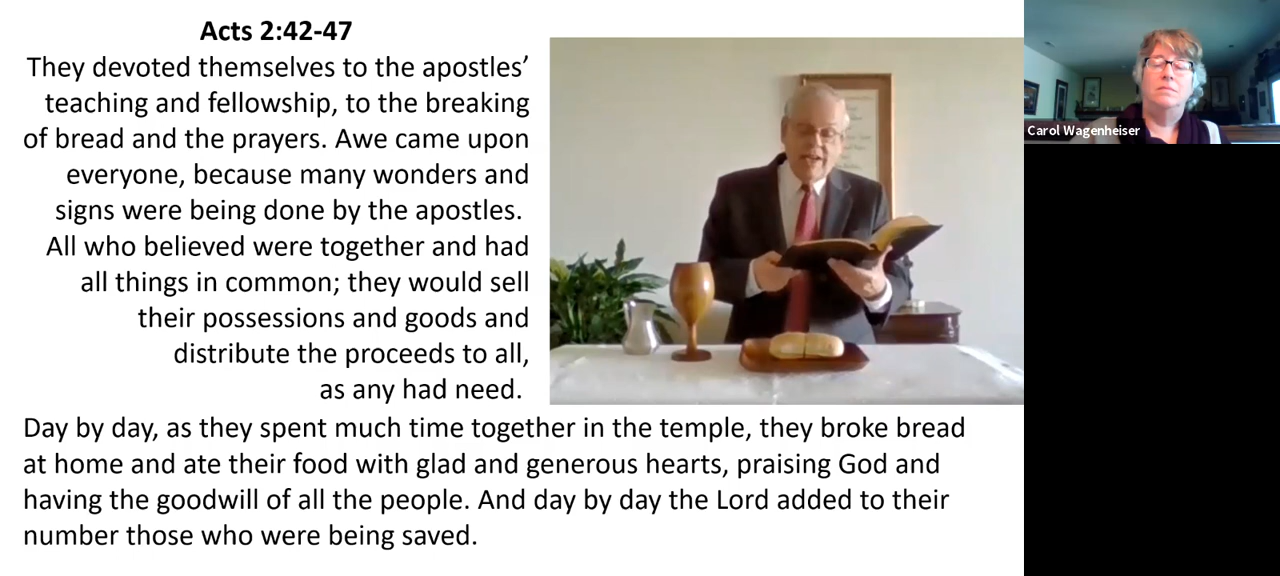 Acts 2:42-47
They devoted themselves to the apostles’
teaching and fellowship, to the breaking
of bread and the prayers. Awe came upon
everyone, because many wonders and
signs were being done by the apostles.
All who believed were together and had
all things in common; they would sell
their possessions and goods and
distribute the proceeds to all,
as any had need.
Day by day, as they spent much time together in the temple, they broke bread
at home and ate their food with glad and generous hearts, praising God and
having the goodwill of all the people. And day by day the Lord added to their
number those who were being saved.
Carol Wagenheiser